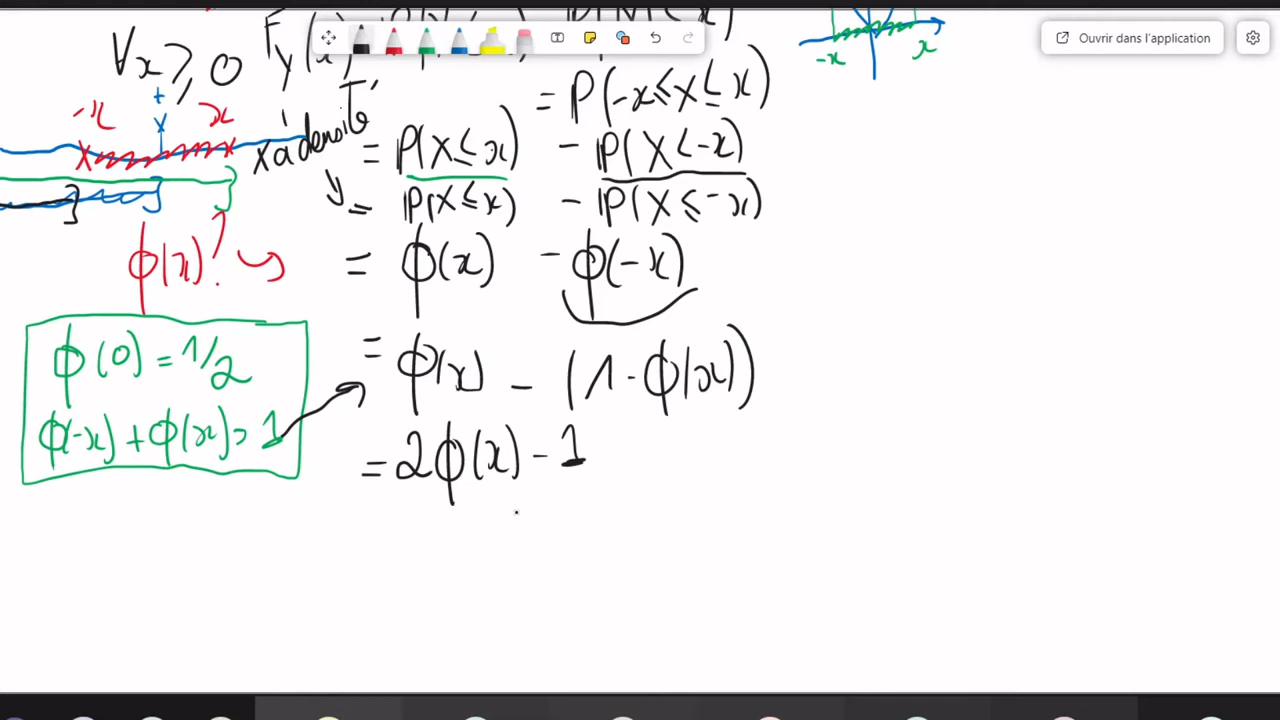 Ouvrir dans l'application
∀x ⩾ 0 F_Y(x)
-x x
= P(-x ≤ X ≤ x)
-x x
X a densité
= P(X ≤ x) - P(X < -x)
= P(X ≤ x) - P(X ≤ -x)
ϕ(x)? = ϕ(x) - ϕ(-x)
ϕ(0) = 1/2
= ϕ(x) - (1 - ϕ(x))
ϕ(-x) + ϕ(x) = 1
= 2ϕ(x) - 1